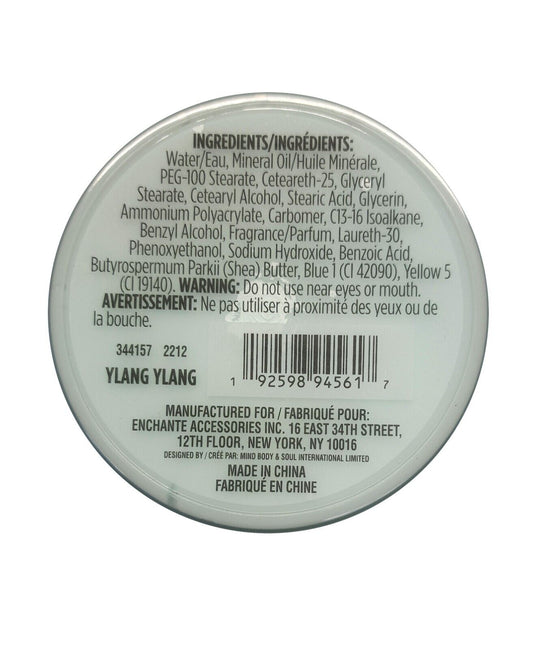 INGREDIENTS/INGRÉDIENTS:
Water/Eau, Mineral Oil/Huile Minérale,
PEG-100 Stearate, Ceteareth-25, Glyceryl
Stearate, Cetearyl Alcohol, Stearic Acid, Glycerin,
Ammonium Polyacrylate, Carbomer, C13-16 Isoalkane,
Benzyl Alcohol, Fragrance/Parfum, Laureth-30,
Phenoxyethanol, Sodium Hydroxide, Benzoic Acid,
Butyrospermum Parkii (Shea) Butter, Blue 1 (CI 42090), Yellow 5
(CI 19140). WARNING: Do not use near eyes or mouth.
AVERTISSEMENT: Ne pas utiliser à proximité des yeux ou de
la bouche.
344157 2212
YLANG YLANG
1 92598 94561 7
MANUFACTURED FOR / FABRIQUÉ POUR:
ENCHANTE ACCESSORIES INC. 16 EAST 34TH STREET,
12TH FLOOR, NEW YORK, NY 10016
DESIGNED BY / CRÉÉ PAR: MIND BODY & SOUL INTERNATIONAL LIMITED
MADE IN CHINA
FABRIQUÉ EN CHINE